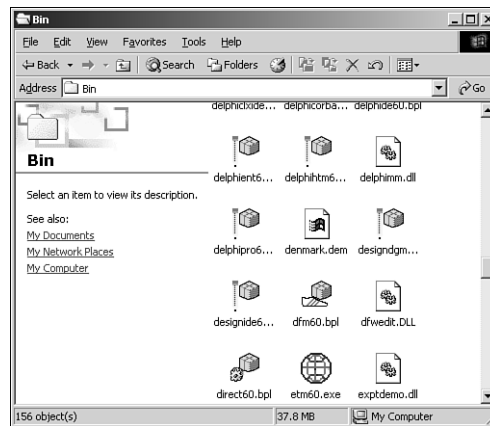 Bin
File Edit View Favorites Tools Help
Back Search Folders
Address Bin Go
delphiclxide... delphicorba... delphide60.bpl
Bin
Select an item to view its description.
See also:
My Documents
My Network Places
My Computer
delphient6... delphihtm6... delphimm.dll
delphipro6... denmark.dem designdgm...
designide6... dfm60.bpl dfwedit.DLL
direct60.bpl etm60.exe exptdemo.dll
156 object(s) 37.8 MB My Computer